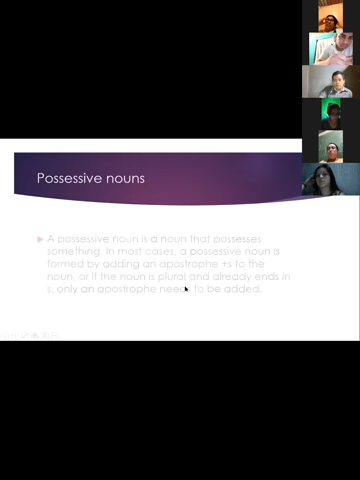 Possessive nouns
A possessive noun is a noun that possesses
something. In most cases, a possessive noun is
formed by adding an apostrophe +s to the
noun, or if the noun is plural and already ends in
s, only an apostrophe needs to be added.